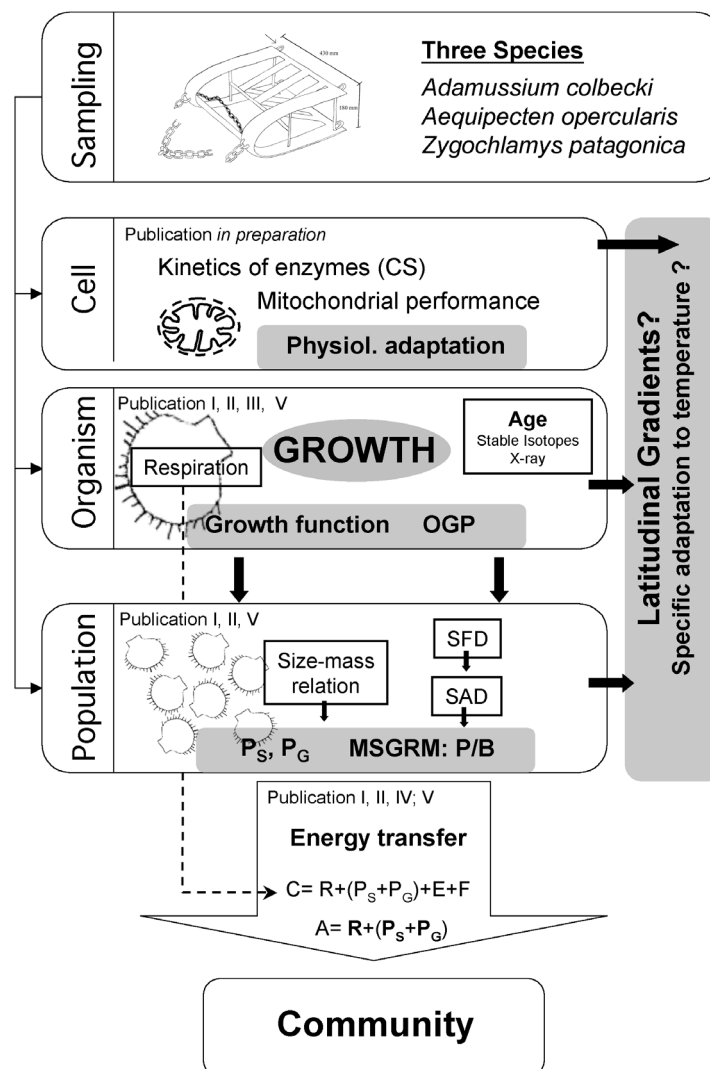 Sampling
430 mm
180 mm
Three Species
Adamussium colbecki
Aequipecten opercularis
Zygochlamys patagonica
Cell
Publication in preparation
Kinetics of enzymes (CS)
Mitochondrial performance
Physiol. adaptation
Organism
Publication I, II, III, V
Respiration
GROWTH
Age
Stable Isotopes
X-ray
Growth function OGP
Population
Publication I, II, V
Size-mass
relation
SFD
SAD
PS, PG MSGRM: P/B
Latitudinal Gradients?
Specific adaptation to temperature ?
Publication I, II, IV; V
Energy transfer
C= R+(PS+PG)+E+F
A= R+(PS+PG)
Community